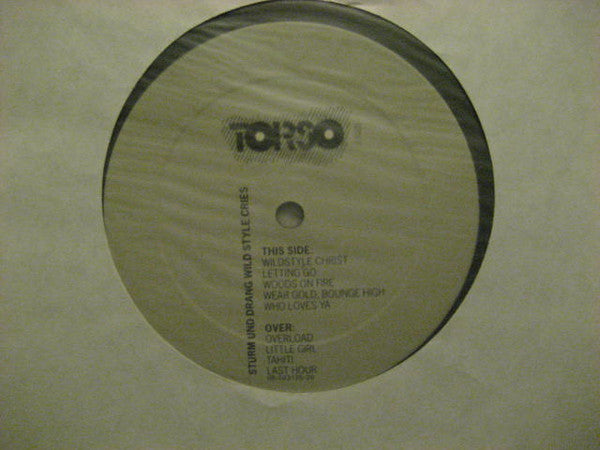 TORSO
STURM UND DRANG WILD STYLE CRIES
THIS SIDE:
WILDSTYLE CHRIST
LETTING GO
WOODS ON FIRE
WEAR GOLD, BOUNCE HIGH
WHO LOVES YA
OVER:
OVERLOAD
LITTLE GIRL
TAHITI
LAST HOUR